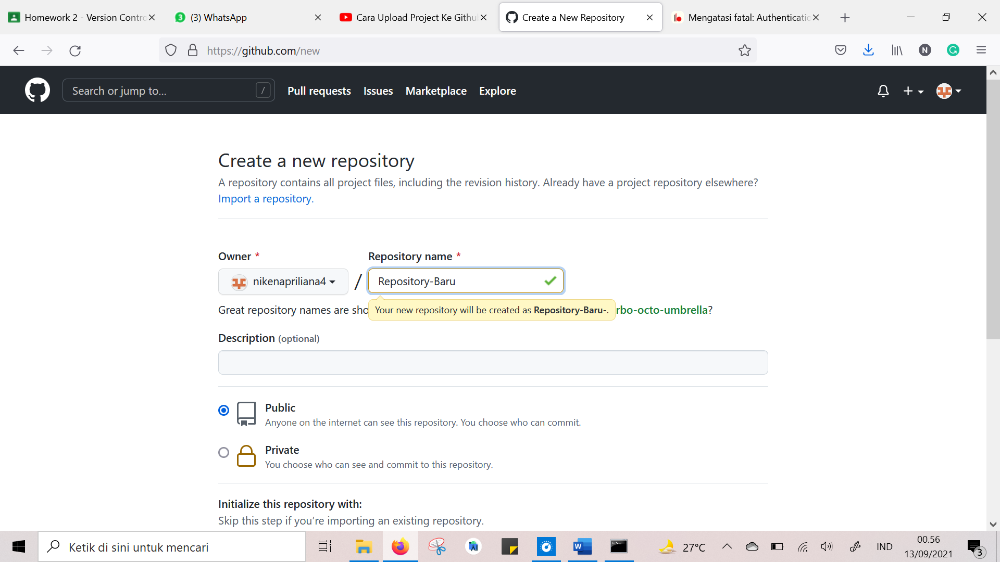 Homework 2 - Version Contro
3 (3) WhatsApp
Cara Upload Project Ke Githu
Create a New Repository
Mengatasi fatal: Authenticatio
https://github.com/new
N
G
Search or jump to... /
Pull requests Issues Marketplace Explore
Create a new repository
A repository contains all project files, including the revision history. Already have a project repository elsewhere?
Import a repository.
Owner * Repository name *
nikenapriliana4 / Repository-Baru
Great repository names are sho
Your new repository will be created as Repository-Baru-.
rbo-octo-umbrella?
Description (optional)
Public
Anyone on the internet can see this repository. You choose who can commit.
Private
You choose who can see and commit to this repository.
Initialize this repository with:
Skip this step if you’re importing an existing repository.
Ketik di sini untuk mencari
W
27°C
IND
00.56
13/09/2021
3